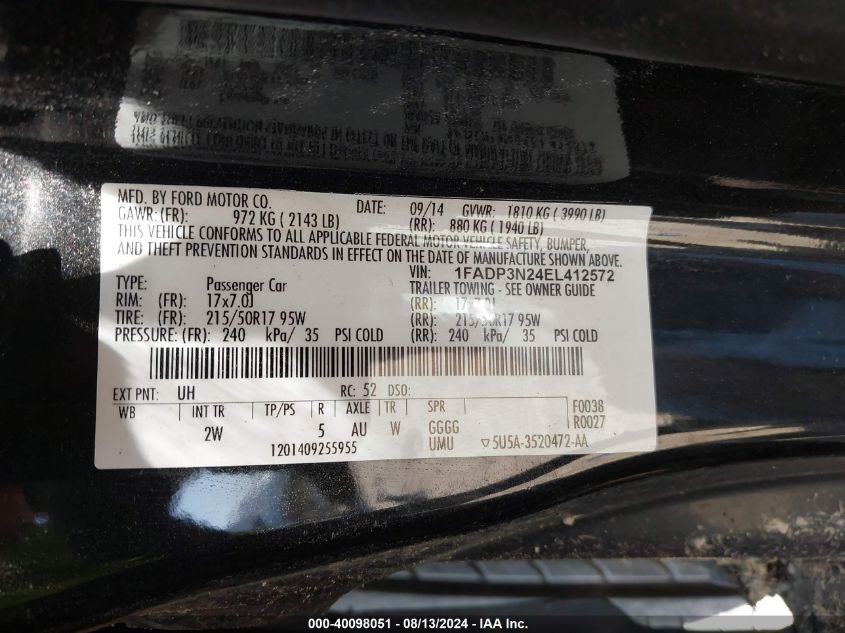 MFD. BY FORD MOTOR CO. DATE: 09/14 GVWR: 1810 KG ( 3990 LB)
GAWR: (FR): 972 KG ( 2143 LB) (RR): 880 KG ( 1940 LB)
THIS VEHICLE CONFORMS TO ALL APPLICABLE FEDERAL MOTOR VEHICLE SAFETY, BUMPER,
AND THEFT PREVENTION STANDARDS IN EFFECT ON THE DATE OF MANUFACTURE SHOWN ABOVE.
VIN: 1FADP3N24EL412572
TYPE: Passenger Car TRAILER TOWING - SEE OWNER GUIDE
RIM: (FR): 17x7.0J (RR): 17x7.0J
TIRE: (FR): 215/50R17 95W (RR): 215/50R17 95W
PRESSURE: (FR): 240 kPa/ 35 PSI COLD (RR): 240 kPa/ 35 PSI COLD
EXT PNT: UH RC: 52 DSO:
WB INT TR TP/PS R AXLE TR SPR F0038
2W 5 AU W GGGG R0027
1201409255955 UMU ▽5U5A-3520472-AA
000-40098051 - 08/13/2024 - IAA Inc.